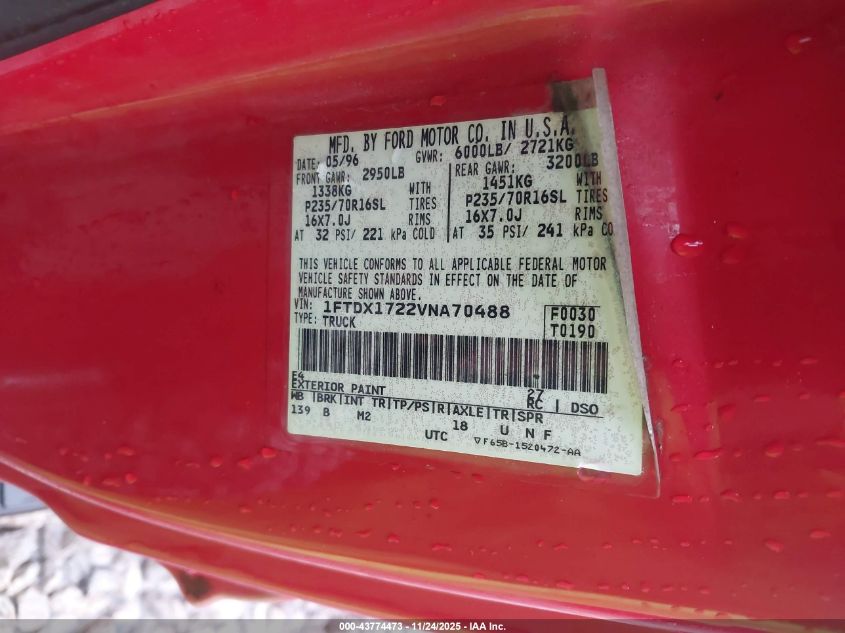 MFD. BY FORD MOTOR CO. IN U.S.A.
DATE: 05/96 GVWR: 6000LB/ 2721KG
FRONT GAWR: 2950LB REAR GAWR: 3200LB
1338KG WITH 1451KG WITH
P235/70R16SL TIRES P235/70R16SL TIRES
16X7.0J RIMS 16X7.0J RIMS
AT 32 PSI/ 221 kPa COLD AT 35 PSI/ 241 kPa CO
THIS VEHICLE CONFORMS TO ALL APPLICABLE FEDERAL MOTOR
VEHICLE SAFETY STANDARDS IN EFFECT ON THE DATE OF
MANUFACTURE SHOWN ABOVE.
VIN: 1FTDX1722VNA70488 F0030
TYPE: TRUCK T0190
E4 27
EXTERIOR PAINT RC DSO
WB BRK INT TR TP/PS R AXLE TR SPR
139 B M2 18 U N F
UTC ▽F65B-1520472-AA
000-43774473 • 11/24/2025 • IAA Inc.